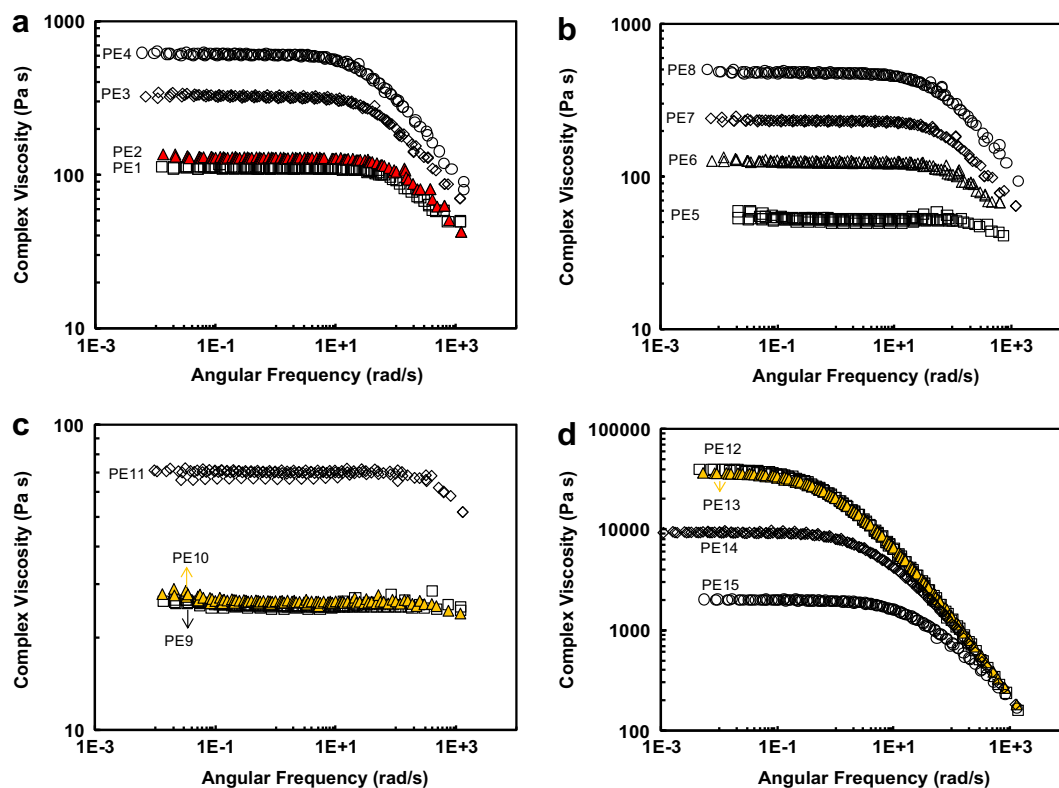 a
1000
100
10
Complex Viscosity (Pa s)
PE4
PE3
PE2
PE1
1E-3
1E-1
1E+1
1E+3
Angular Frequency (rad/s)
b
1000
100
10
Complex Viscosity (Pa s)
PE8
PE7
PE6
PE5
1E-3
1E-1
1E+1
1E+3
Angular Frequency (rad/s)
c
100
10
Complex Viscosity (Pa s)
PE11
PE10
PE9
1E-3
1E-1
1E+1
1E+3
Angular Frequency (rad/s)
d
100000
10000
1000
100
Complex Viscosity (Pa s)
PE12
PE13
PE14
PE15
1E-3
1E-1
1E+1
1E+3
Angular Frequency (rad/s)